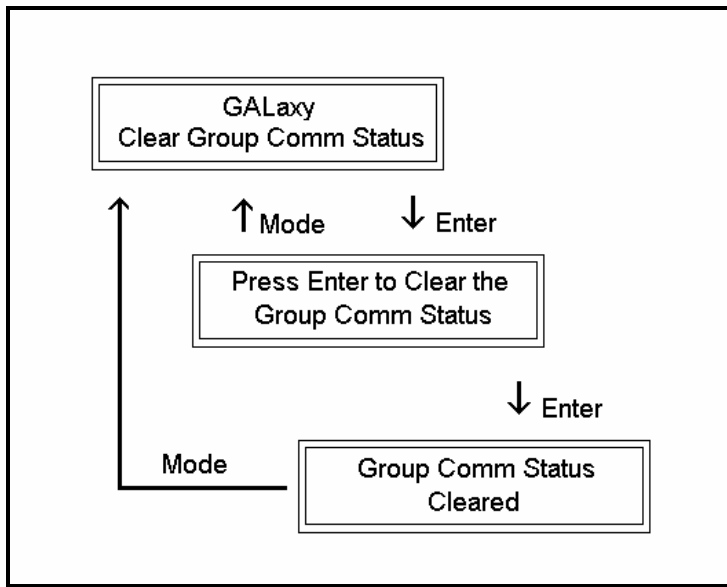 GALaxy
Clear Group Comm Status
Mode
Enter
Press Enter to Clear the
Group Comm Status
Enter
Mode
Group Comm Status
Cleared